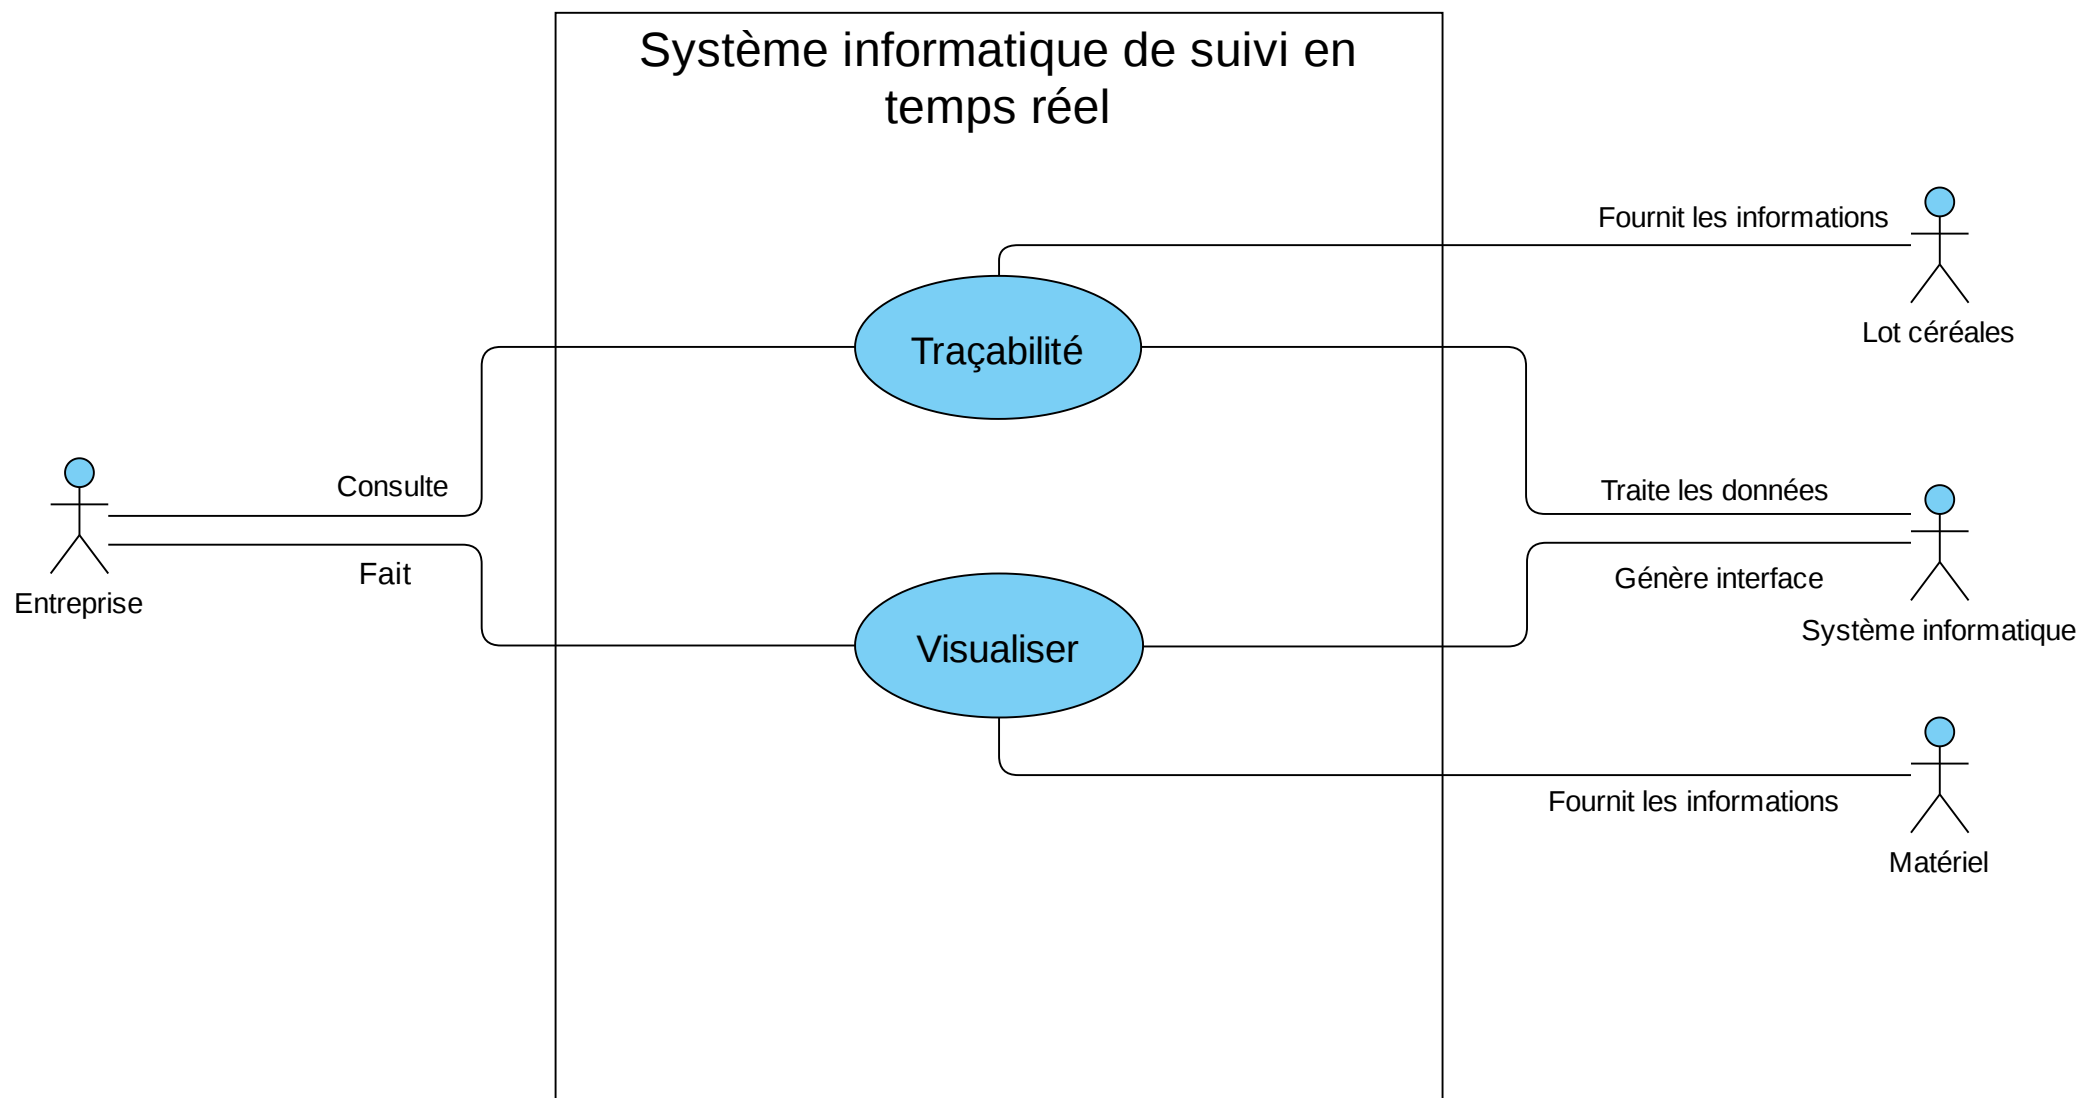 Système informatique de suivi en
temps réel
Fournit les informations
Lot céréales
Traçabilité
Consulte
Traite les données
Fait
Génère interface
Entreprise
Système informatique
Visualiser
Fournit les informations
Matériel